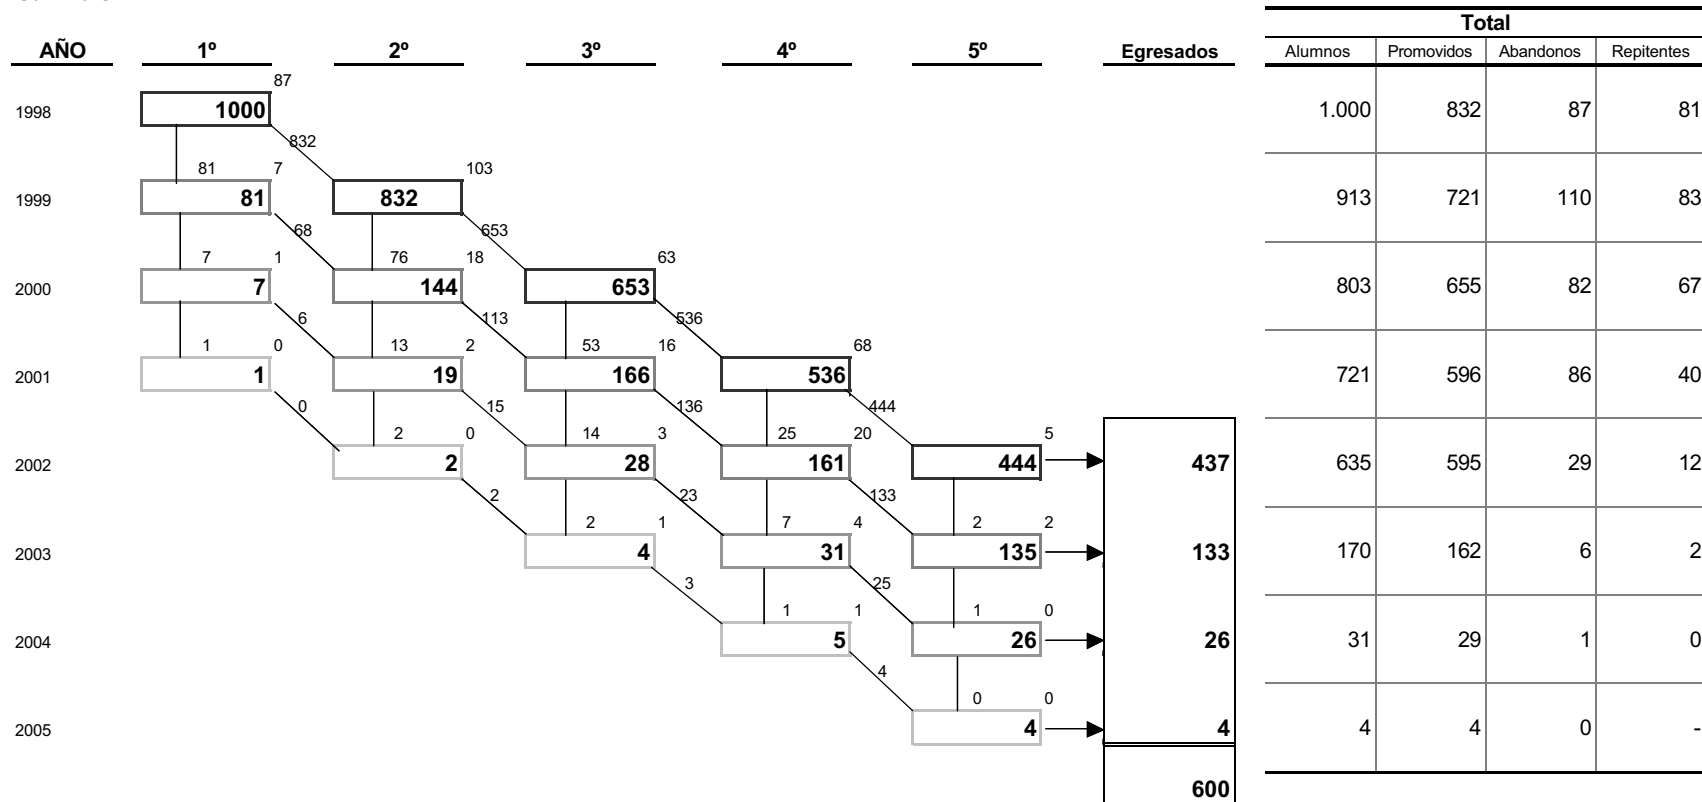 Total
AÑO 1º 2º 3º 4º 5º Egresados Alumnos Promovidos Abandonos Repitentes
87
1998 1000 1.000 832 87 81
832
81 7 103
1999 81 832 913 721 110 83
68 653
7 1 76 18 63
2000 7 144 653 803 655 82 67
6 113 536
1 0 13 2 53 16 68
2001 1 19 166 536 721 596 86 40
0 15 136 444
2 0 14 3 25 20 5
2002 2 28 161 444 437 635 595 29 12
2 23 133
2 1 7 4 2 2
2003 4 31 135 133 170 162 6 2
3 25
1 1 1 0
2004 5 26 26 31 29 1 0
4
0 0
2005 4 4 4 4 0 -
600